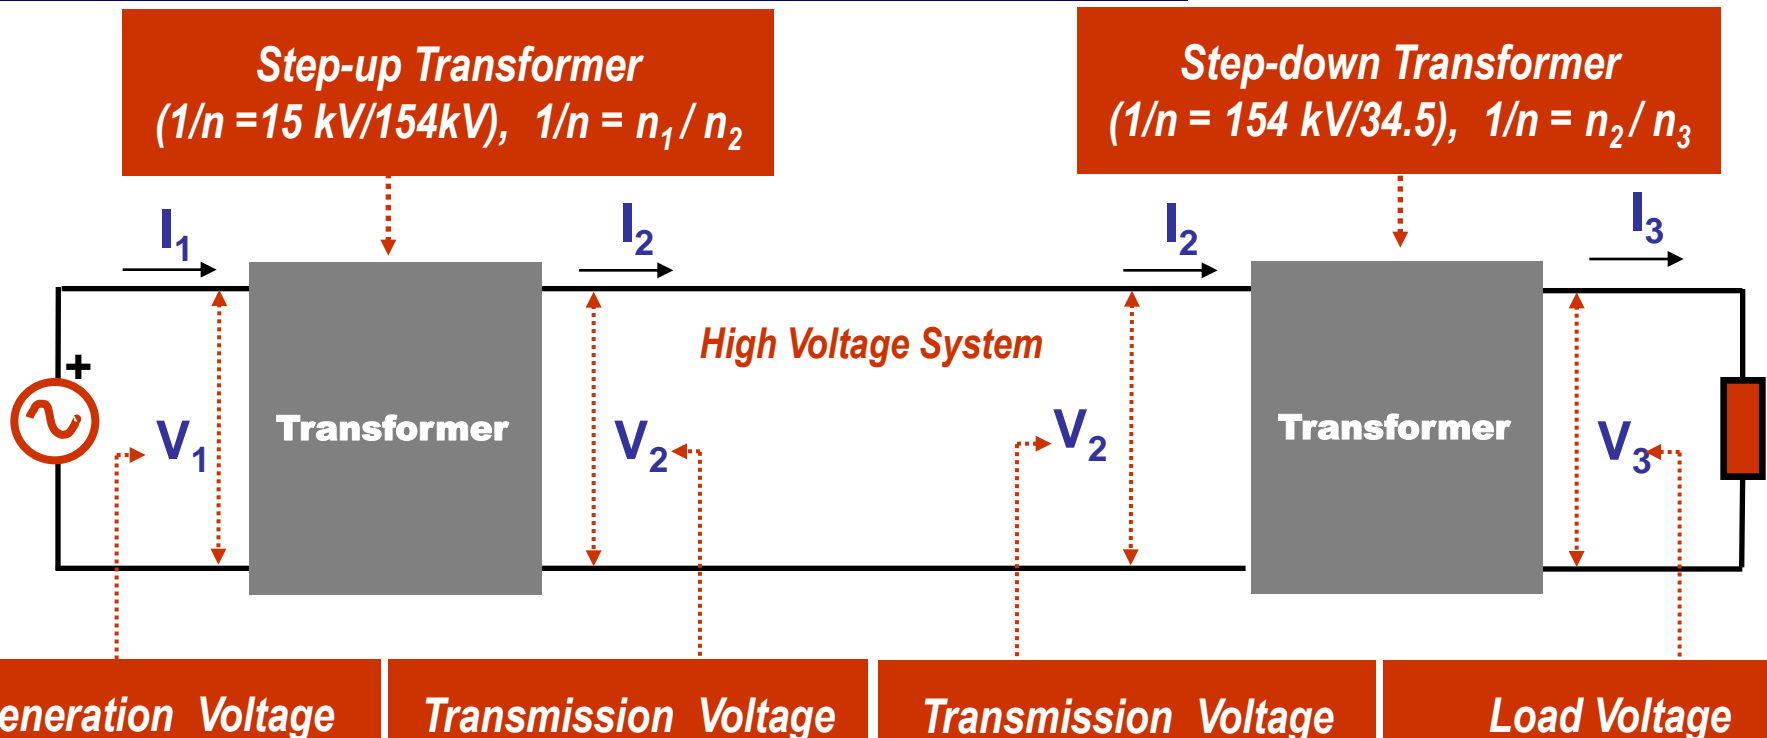 Step-up Transformer
(1/n =15 kV/154kV), 1/n = n₁ / n₂
Step-down Transformer
(1/n = 154 kV/34.5), 1/n = n₂ / n₃
I₁
I₂
I₂
I₃
High Voltage System
+
Transformer
Transformer
V₁
V₂
V₂
V₃
eneration Voltage
Transmission Voltage
Transmission Voltage
Load Voltage